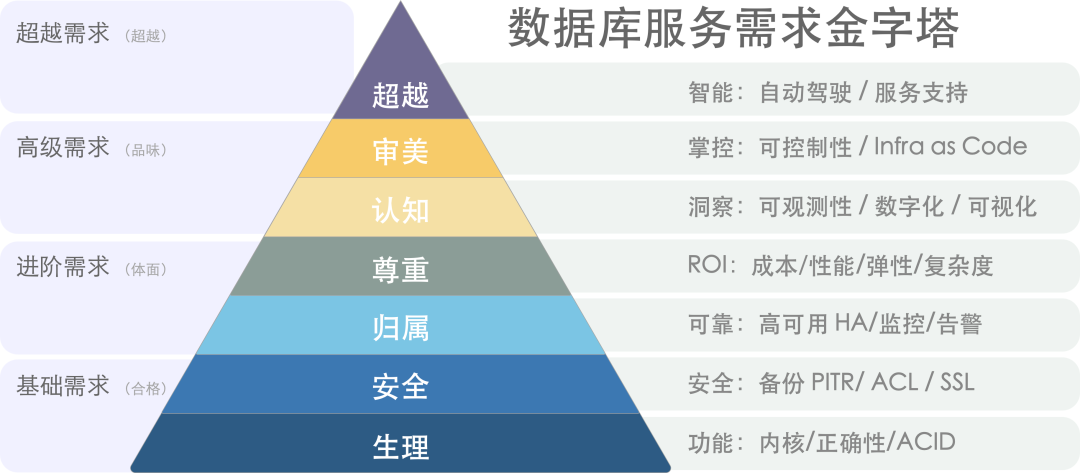 数据库服务需求金字塔
超越需求 （超越）
超越
智能：自动驾驶 / 服务支持
高级需求 （品味）
审美
掌控：可控制性 / Infra as Code
认知
洞察：可观测性 / 数字化 / 可视化
进阶需求 （体面）
尊重
ROI：成本/性能/弹性/复杂度
归属
可靠：高可用 HA/监控/告警
基础需求 （合格）
安全
安全：备份 PITR/ ACL / SSL
生理
功能：内核/正确性/ACID